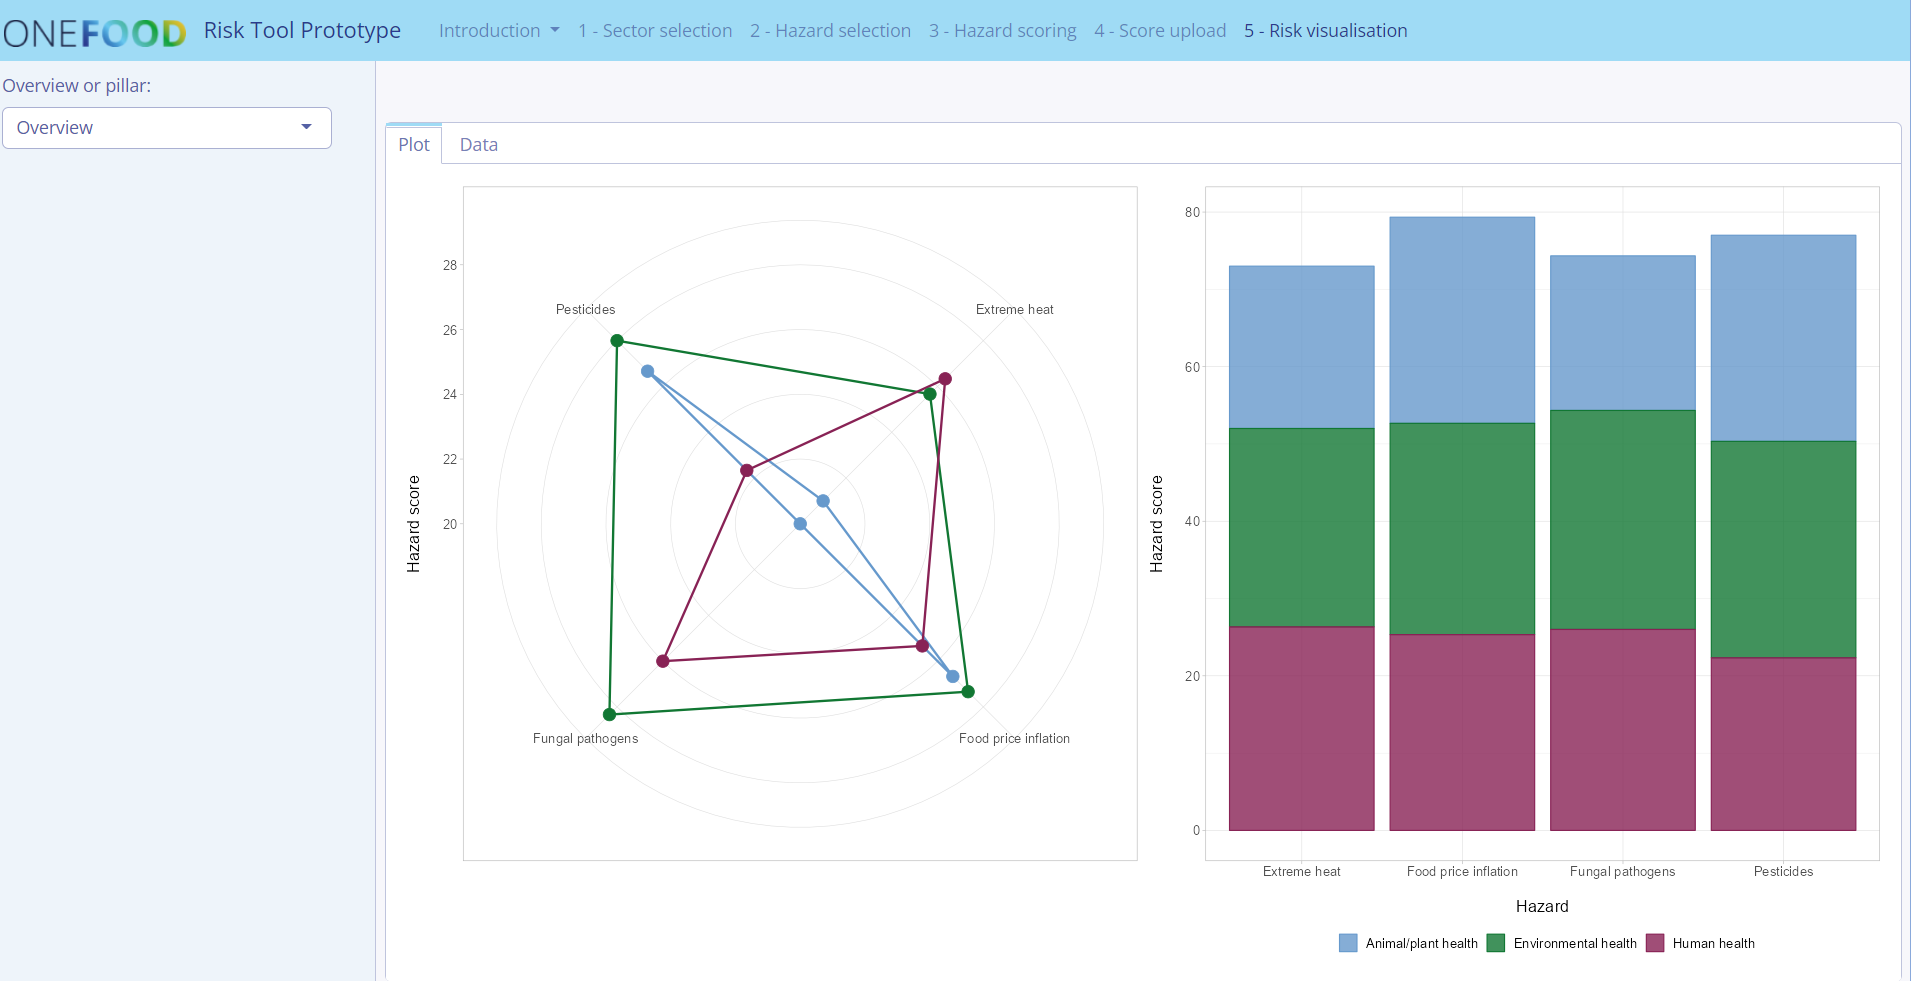 ONEFOOD Risk Tool Prototype Introduction 1 - Sector selection 2 - Hazard selection 3 - Hazard scoring 4 - Score upload 5 - Risk visualisation
Overview or pillar:
Overview
Plot Data
Hazard score
28
26
24
22
20
Pesticides
Extreme heat
Fungal pathogens
Food price inflation
Hazard score
80
60
40
20
0
Extreme heat Food price inflation Fungal pathogens Pesticides
Hazard
Animal/plant health Environmental health Human health